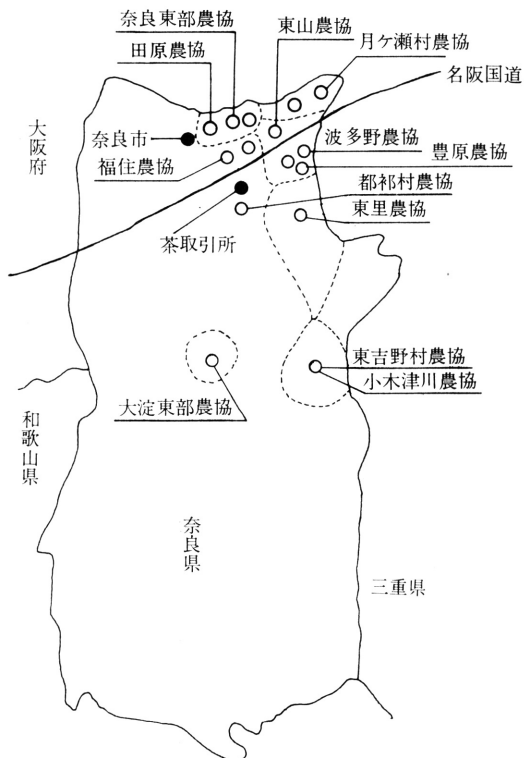 奈良東部農協
東山農協
月ケ瀬村農協
田原農協
名阪国道
大阪府
奈良市
波多野農協
豊原農協
福住農協
都祁村農協
東里農協
茶取引所
東吉野村農協
小木津川農協
大淀東部農協
和歌山県
奈良県
三重県